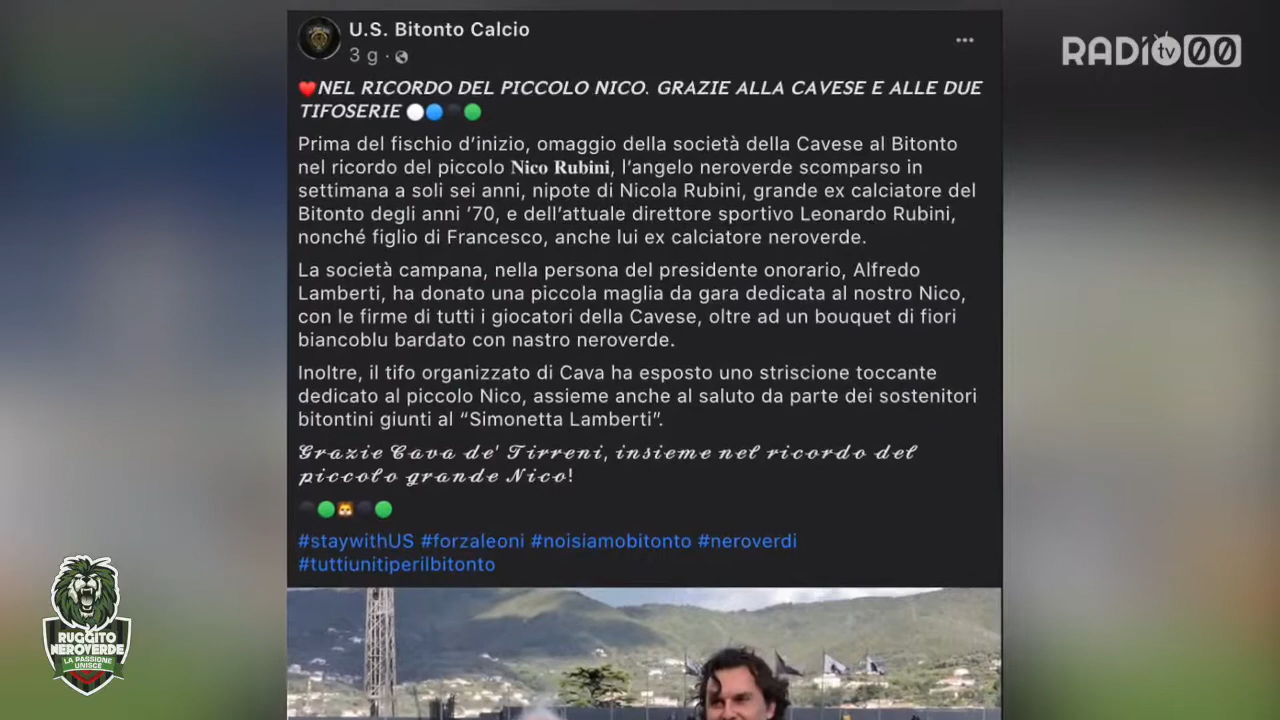 U.S. Bitonto Calcio
3 g ·
RADIO tv 00
❤️NEL RICORDO DEL PICCOLO NICO. GRAZIE ALLA CAVESE E ALLE DUE
TIFOSERIE ⚪🔵⚫🟢
Prima del fischio d’inizio, omaggio della società della Cavese al Bitonto
nel ricordo del piccolo 𝐍𝐢𝐜𝐨 𝐑𝐮𝐛𝐢𝐧𝐢, l’angelo neroverde scomparso in
settimana a soli sei anni, nipote di Nicola Rubini, grande ex calciatore del
Bitonto degli anni ’70, e dell’attuale direttore sportivo Leonardo Rubini,
nonché figlio di Francesco, anche lui ex calciatore neroverde.
La società campana, nella persona del presidente onorario, Alfredo
Lamberti, ha donato una piccola maglia da gara dedicata al nostro Nico,
con le firme di tutti i giocatori della Cavese, oltre ad un bouquet di fiori
biancoblu bardato con nastro neroverde.
Inoltre, il tifo organizzato di Cava ha esposto uno striscione toccante
dedicato al piccolo Nico, assieme anche al saluto da parte dei sostenitori
bitontini giunti al “Simonetta Lamberti”.
Grazie Cava de' Tirreni, insieme nel ricordo del
piccolo grande Nico!
⚫🟢🦁⚫🟢
#staywithUS #forzaleoni #noisiamobitonto #neroverdi
#tuttiunitiperilbitonto
RUGGITO
NEROVERDE
LA PASSIONE
UNISCE